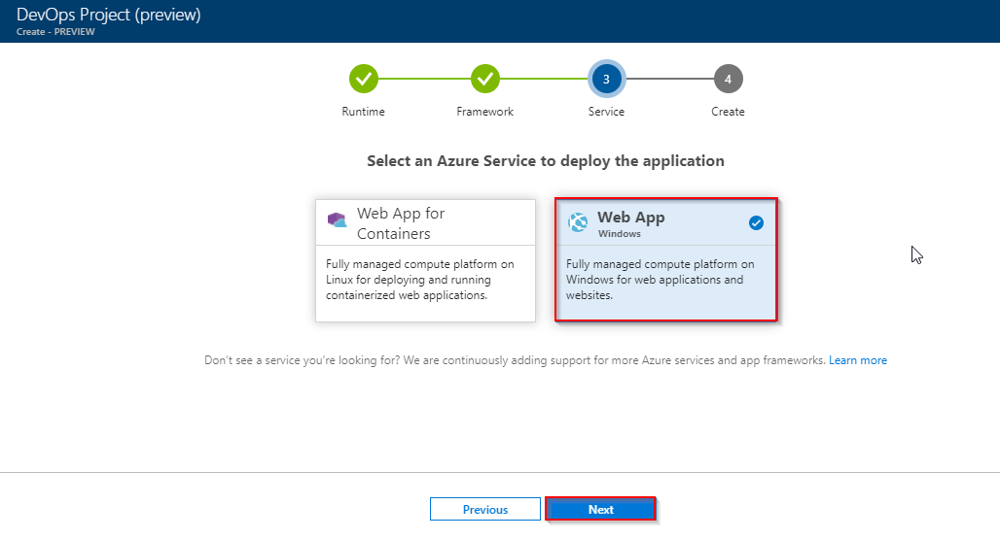 DevOps Project (preview)
Create - PREVIEW
3
4
Runtime
Framework
Service
Create
Select an Azure Service to deploy the application
Web App for
Containers
Fully managed compute platform on
Linux for deploying and running
containerized web applications.
Web App
Windows
Fully managed compute platform on
Windows for web applications and
websites.
Don't see a service you're looking for? We are continuously adding support for more Azure services and app frameworks. Learn more
Previous
Next